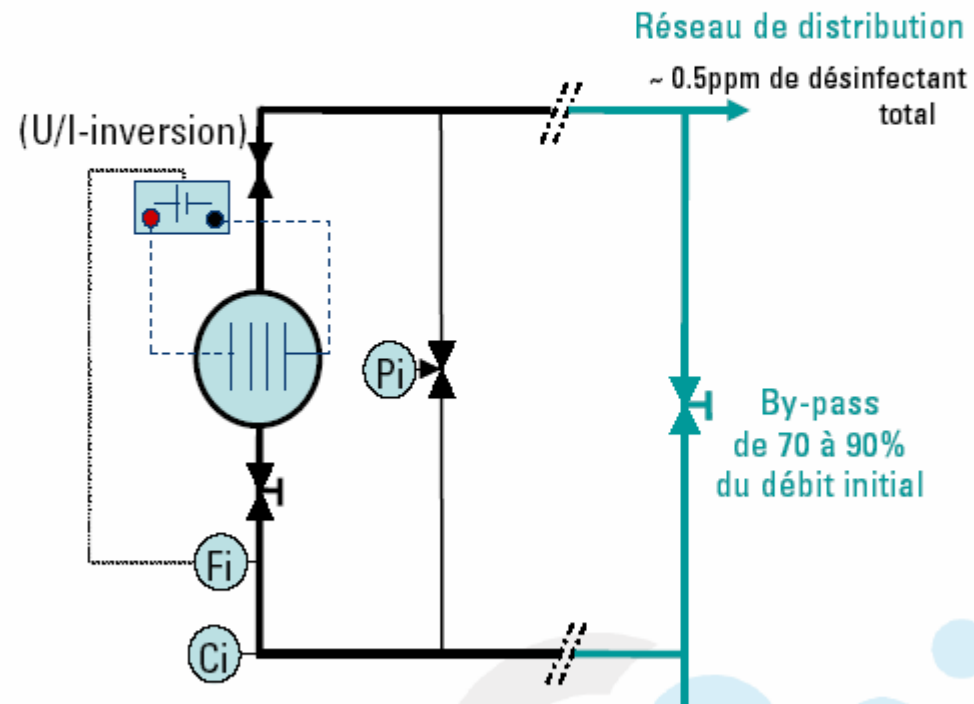 Réseau de distribution
~ 0.5ppm de désinfectant
total
(U/I-inversion)
Pi
By-pass
de 70 à 90%
du débit initial
Fi
Ci